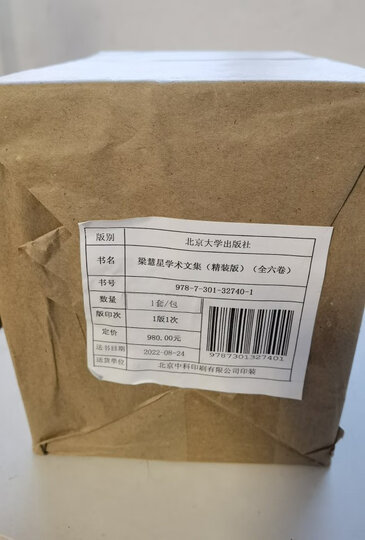 版别 北京大学出版社
书名 梁慧星学术文集（精装版）（全六卷）
书号 978-7-301-32740-1
数量 1套/包
版印次 1版1次
定价 980.00元
送书日期 2022-08-24
送货单位 北京中科印刷有限公司印装
9787301327401